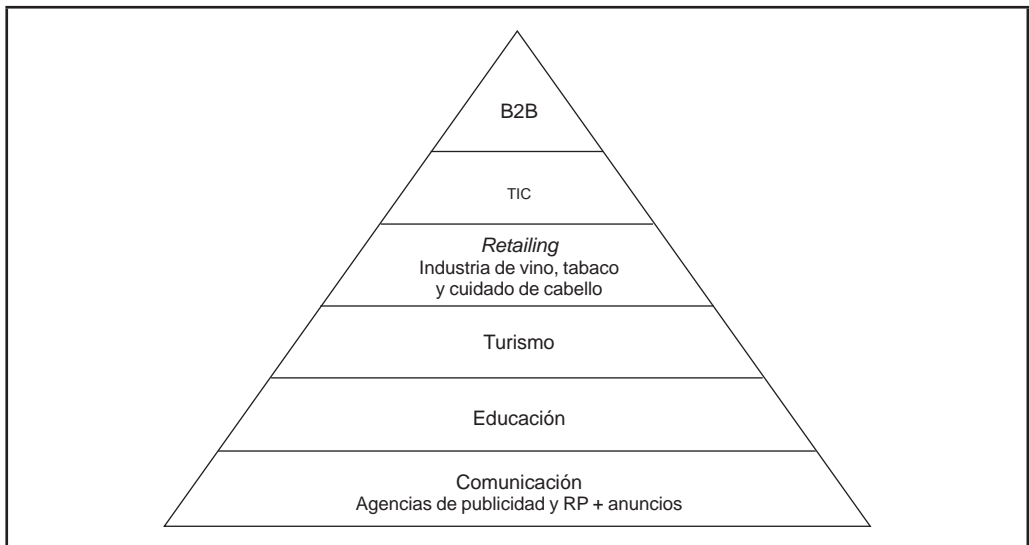 B2B
TIC
Retailing
Industria de vino, tabaco
y cuidado de cabello
Turismo
Educación
Comunicación
Agencias de publicidad y RP + anuncios